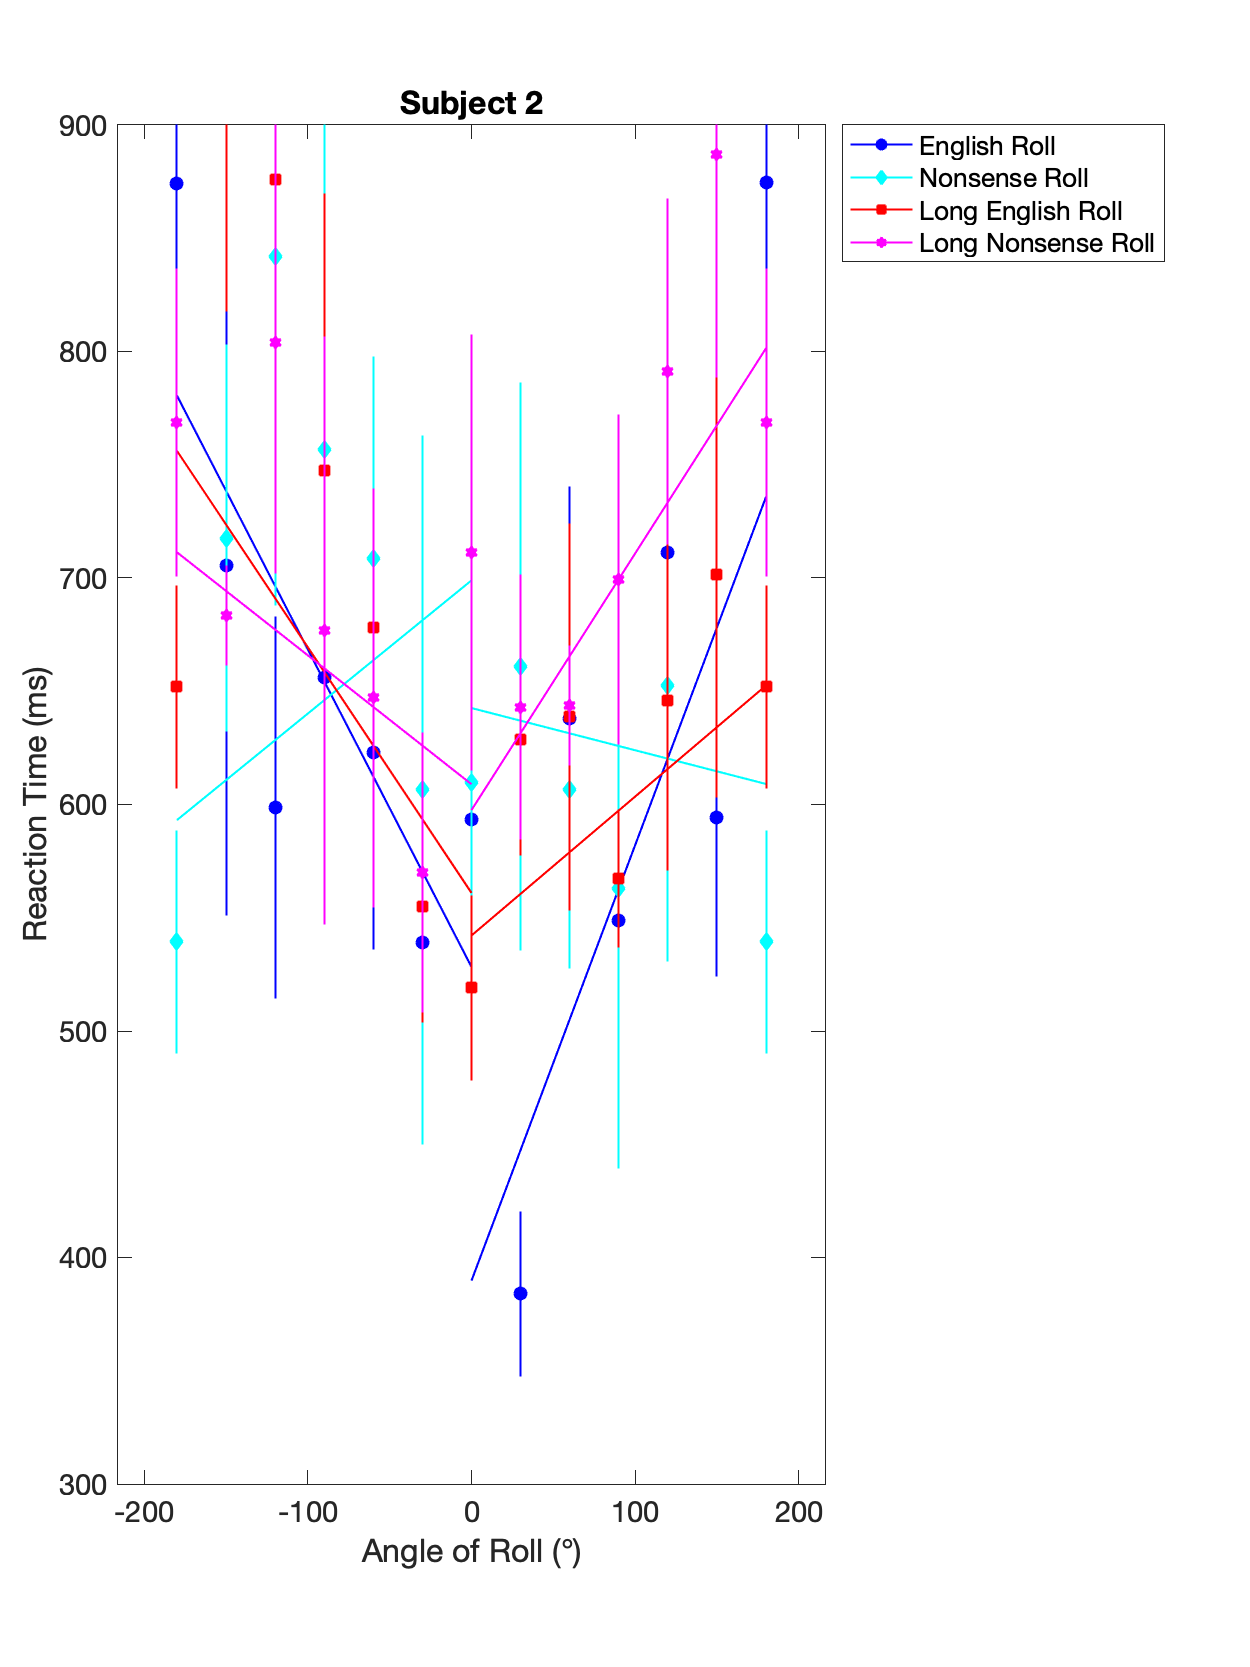 Subject 2
900
800
700
600
500
400
300
Reaction Time (ms)
-200
-100
0
100
200
Angle of Roll (°)
English Roll
Nonsense Roll
Long English Roll
Long Nonsense Roll